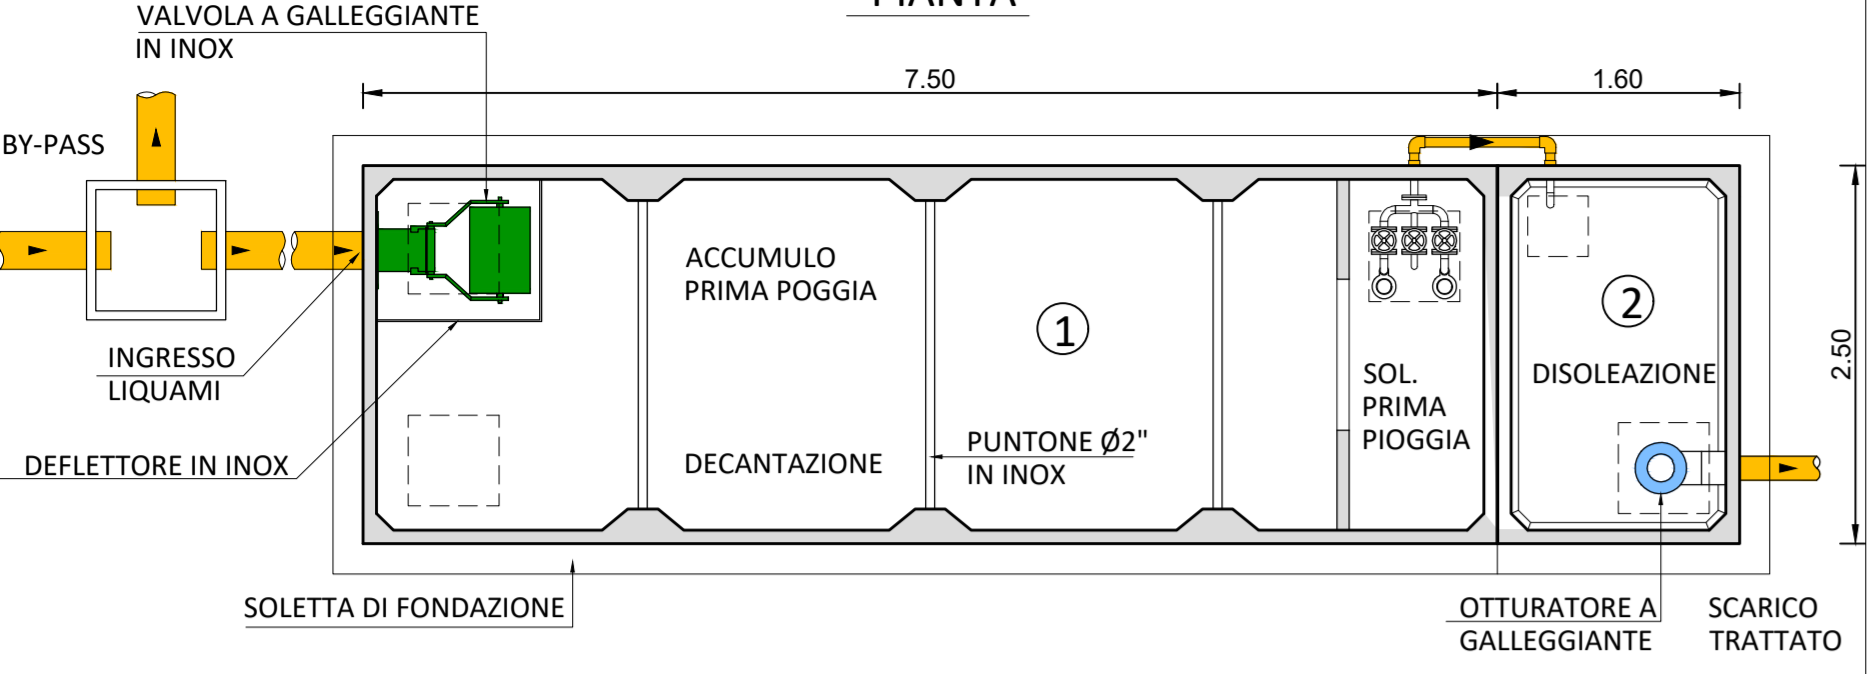 PIANTA
VALVOLA A GALLEGGIANTE
IN INOX
7.50
1.60
BY-PASS
ACCUMULO
PRIMA POGGIA
1
2
2.50
INGRESSO
LIQUAMI
SOL.
PRIMA
PIOGGIA
DISOLEAZIONE
DEFLETTORE IN INOX
DECANTAZIONE
PUNTONE Ø2"
IN INOX
SOLETTA DI FONDAZIONE
OTTURATORE A
GALLEGGIANTE
SCARICO
TRATTATO